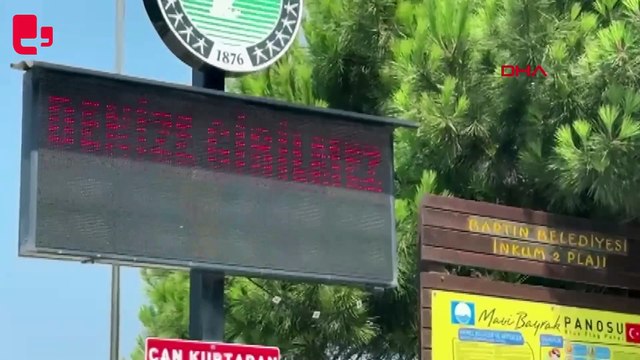 1876
DHA
DENİZE GİRİLMEZ
BARTIN BELEDİYESİ
İNKUM 2 PLAJI
Mavi Bayrak
PANOSU
CAN KURTARAN